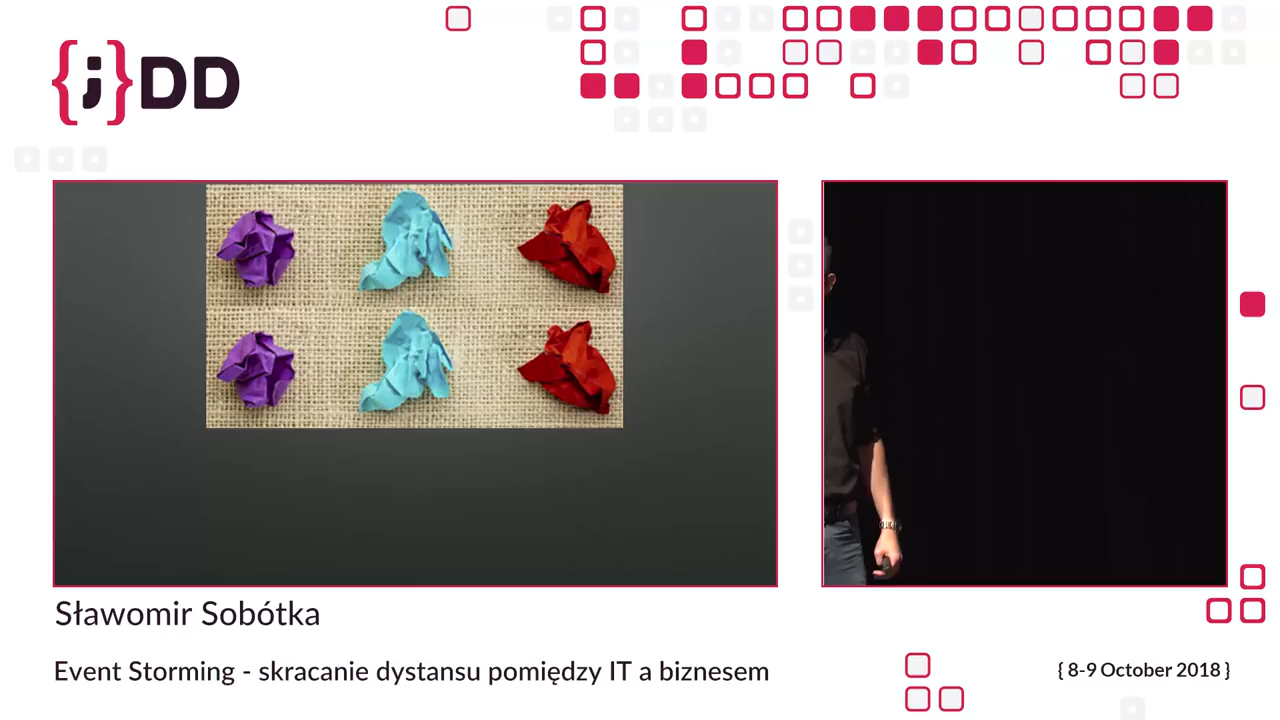 {j}DD
Sławomir Sobótka
Event Storming - skracanie dystansu pomiędzy IT a biznesem
{ 8-9 October 2018 }